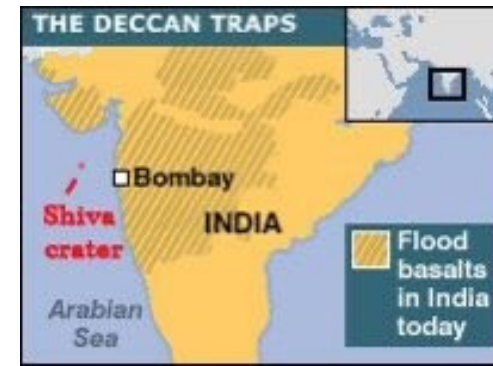 THE DECCAN TRAPS
Bombay
Shiva
crater
INDIA
Arabian
Sea
Flood
basalts
in India
today